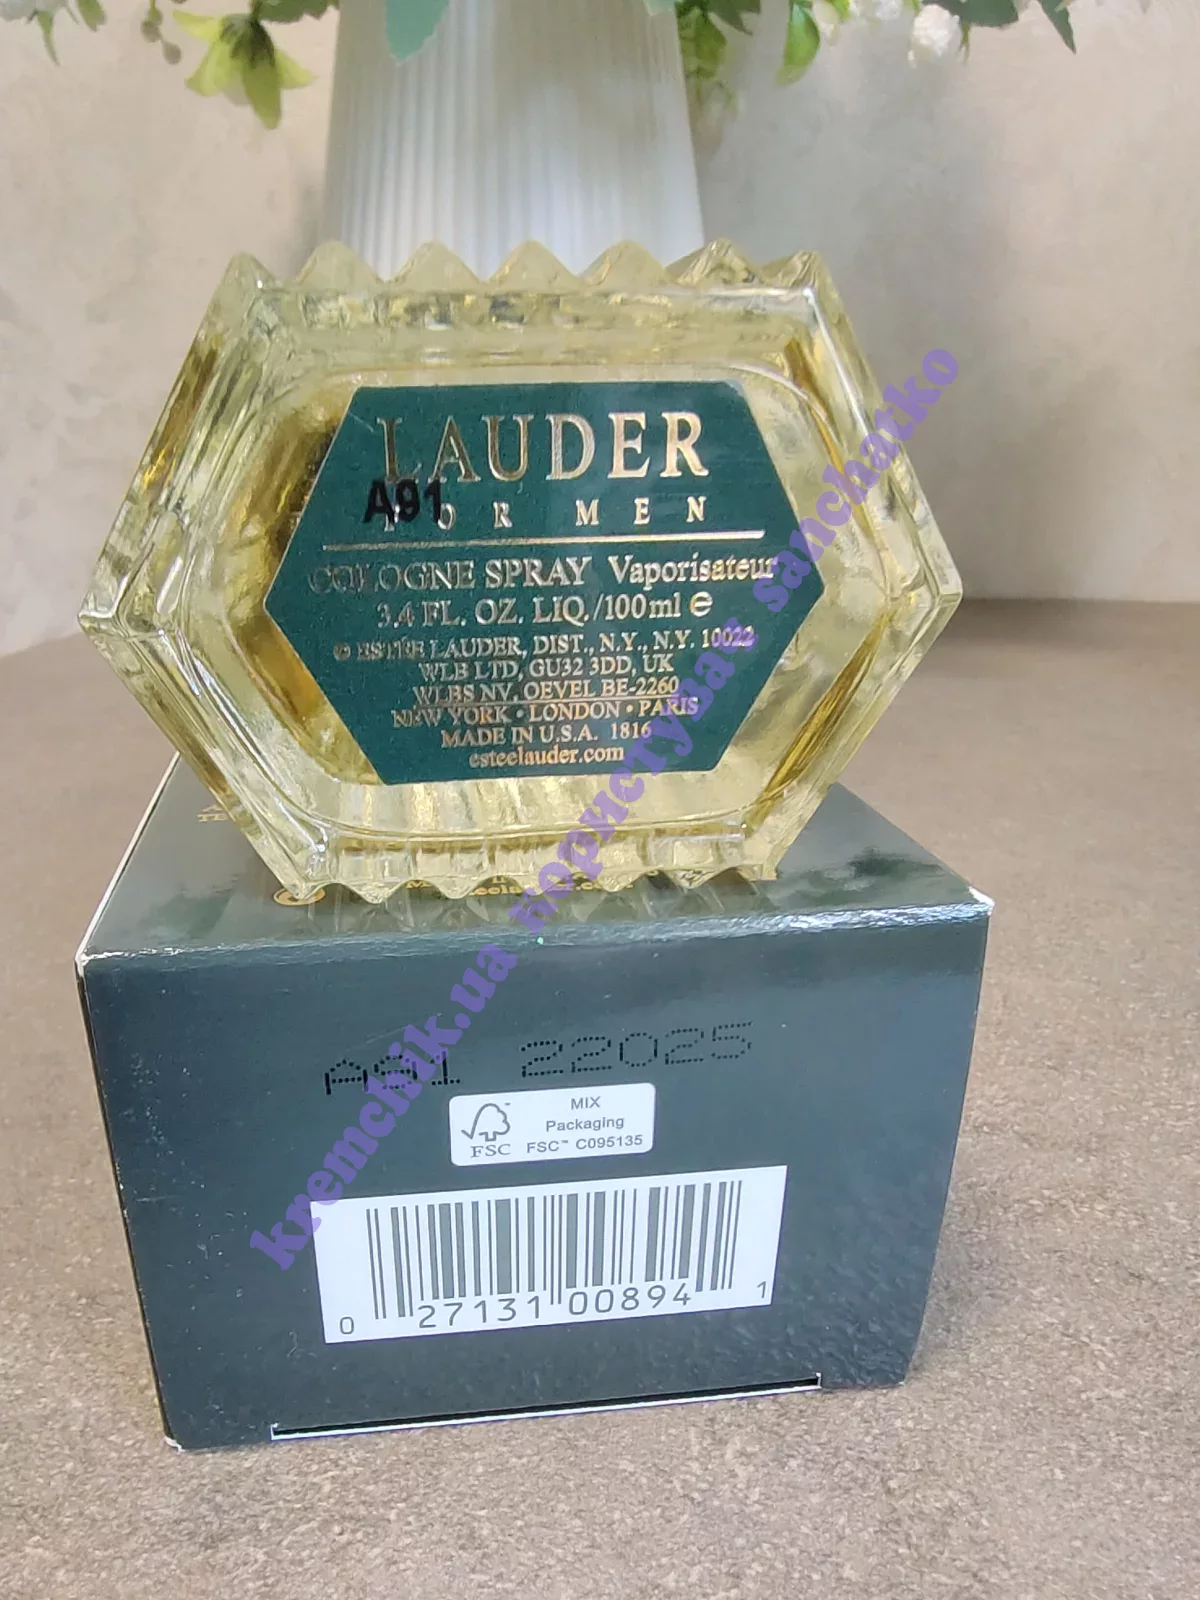 LAUDER
A91
FOR MEN
COLOGNE SPRAY Vaporisateur
3.4 FL. OZ. LIQ./100ml ℮
© ESTEE LAUDER, DIST., N.Y., N.Y. 10022
WLB LTD, GU32 3DD, UK
WLBS NV. OEVEL BE-2260
NEW YORK • LONDON • PARIS
MADE IN U.S.A. 1816
esteelauder.com
kremchik.ua користувач sanchatko
A91 22025
MIX
Packaging
FSC™ C095135
FSC
0 27131 00894 1